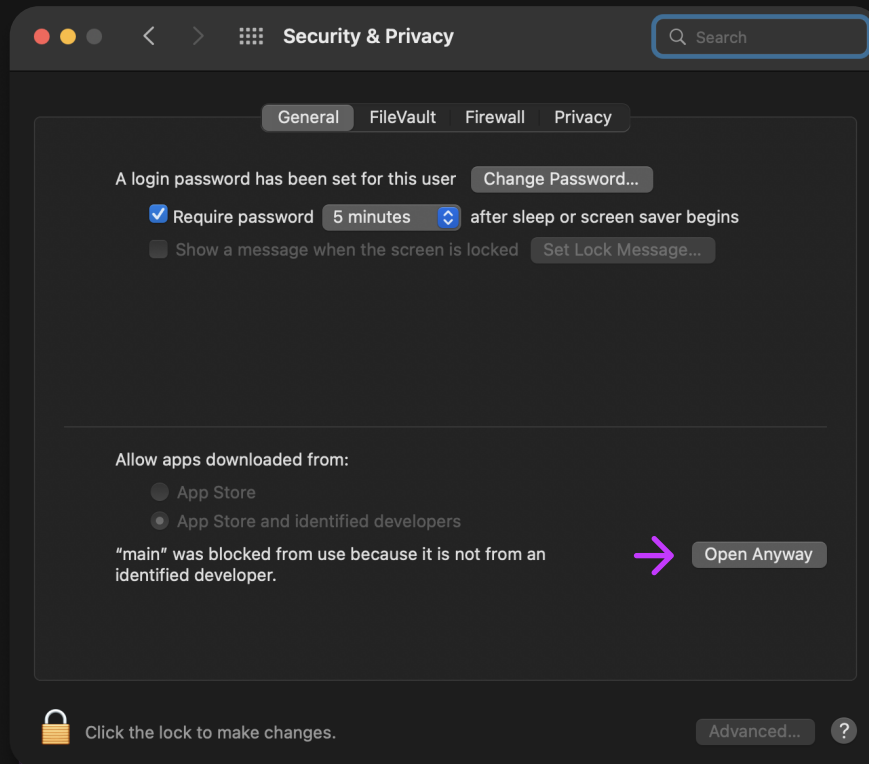 Security & Privacy
Search
General
FileVault
Firewall
Privacy
A login password has been set for this user
Change Password...
Require password
5 minutes
after sleep or screen saver begins
Show a message when the screen is locked
Set Lock Message...
Allow apps downloaded from:
App Store
App Store and identified developers
“main” was blocked from use because it is not from an
identified developer.
Open Anyway
Click the lock to make changes.
Advanced...
?